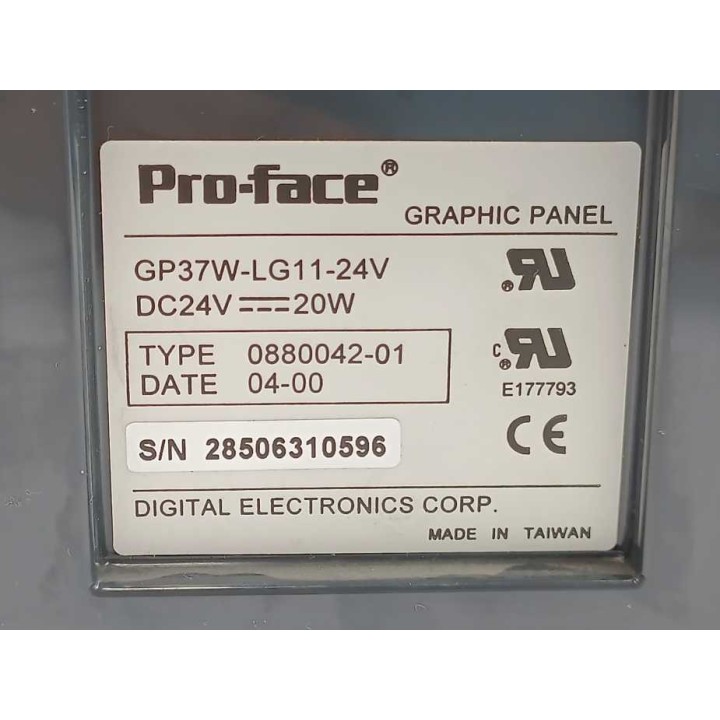 Pro-face®
GRAPHIC PANEL
GP37W-LG11-24V
DC24V⎓20W
TYPE 0880042-01
DATE 04-00
S/N 28506310596
c
E177793
CE
DIGITAL ELECTRONICS CORP.
MADE IN TAIWAN